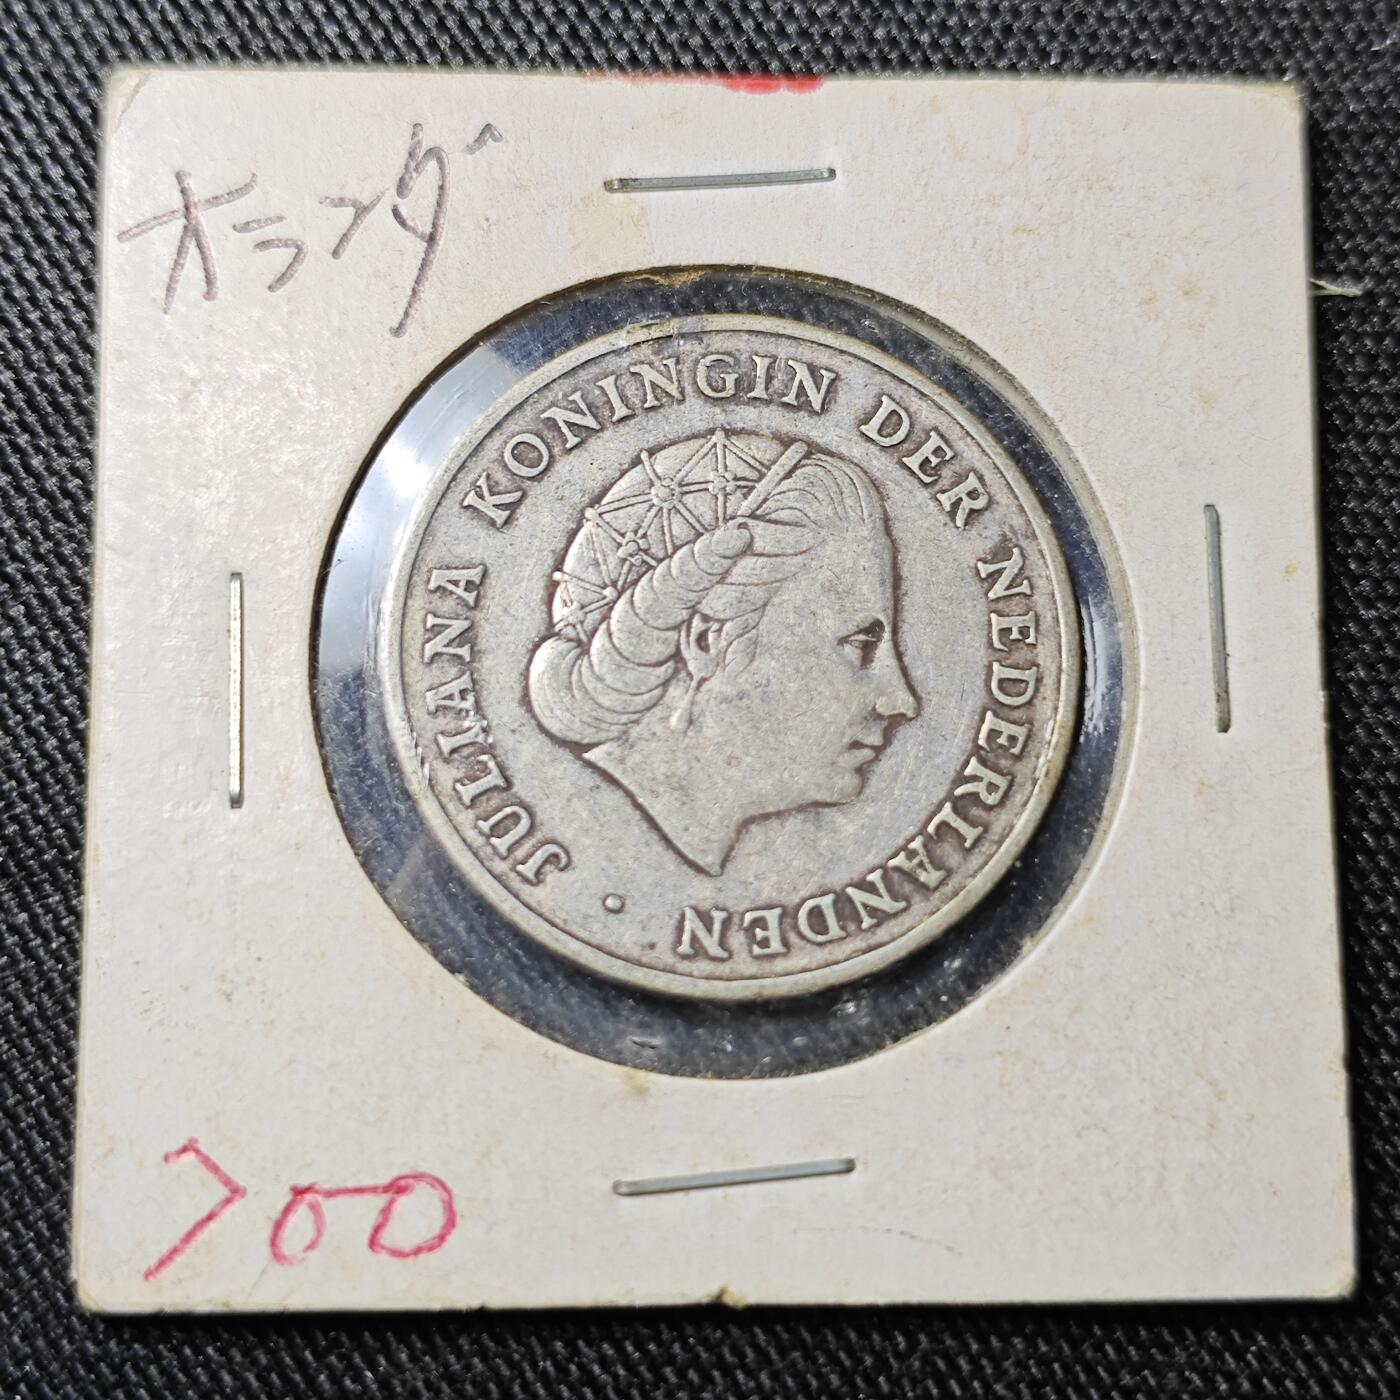 オランダ
JULIANA KONINGIN DER NEDERLANDEN ·
700